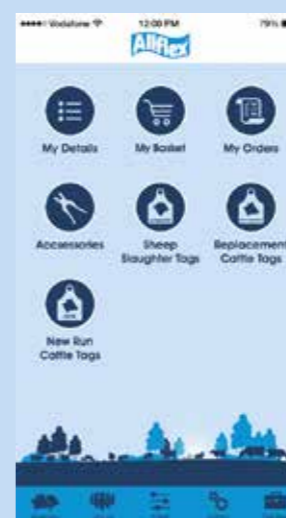 Vodafone 12:00 PM 79%
Allflex
My Details My Basket My Orders
Accsessories Sheep Slaughter Tags Replacement Cattle Tags
New Run Cattle Tags